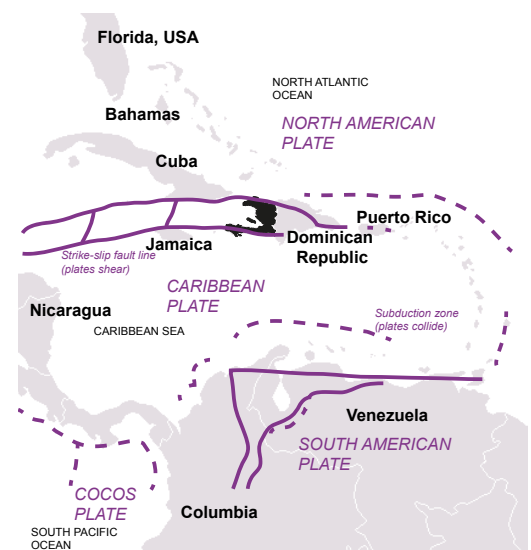 Florida, USA
NORTH ATLANTIC
OCEAN
Bahamas
NORTH AMERICAN
PLATE
Cuba
Puerto Rico
Jamaica
Dominican
Republic
Strike-slip fault line
(plates shear)
CARIBBEAN
PLATE
Nicaragua
CARIBBEAN SEA
Subduction zone
(plates collide)
Venezuela
SOUTH AMERICAN
PLATE
COCOS
PLATE
Columbia
SOUTH PACIFIC
OCEAN